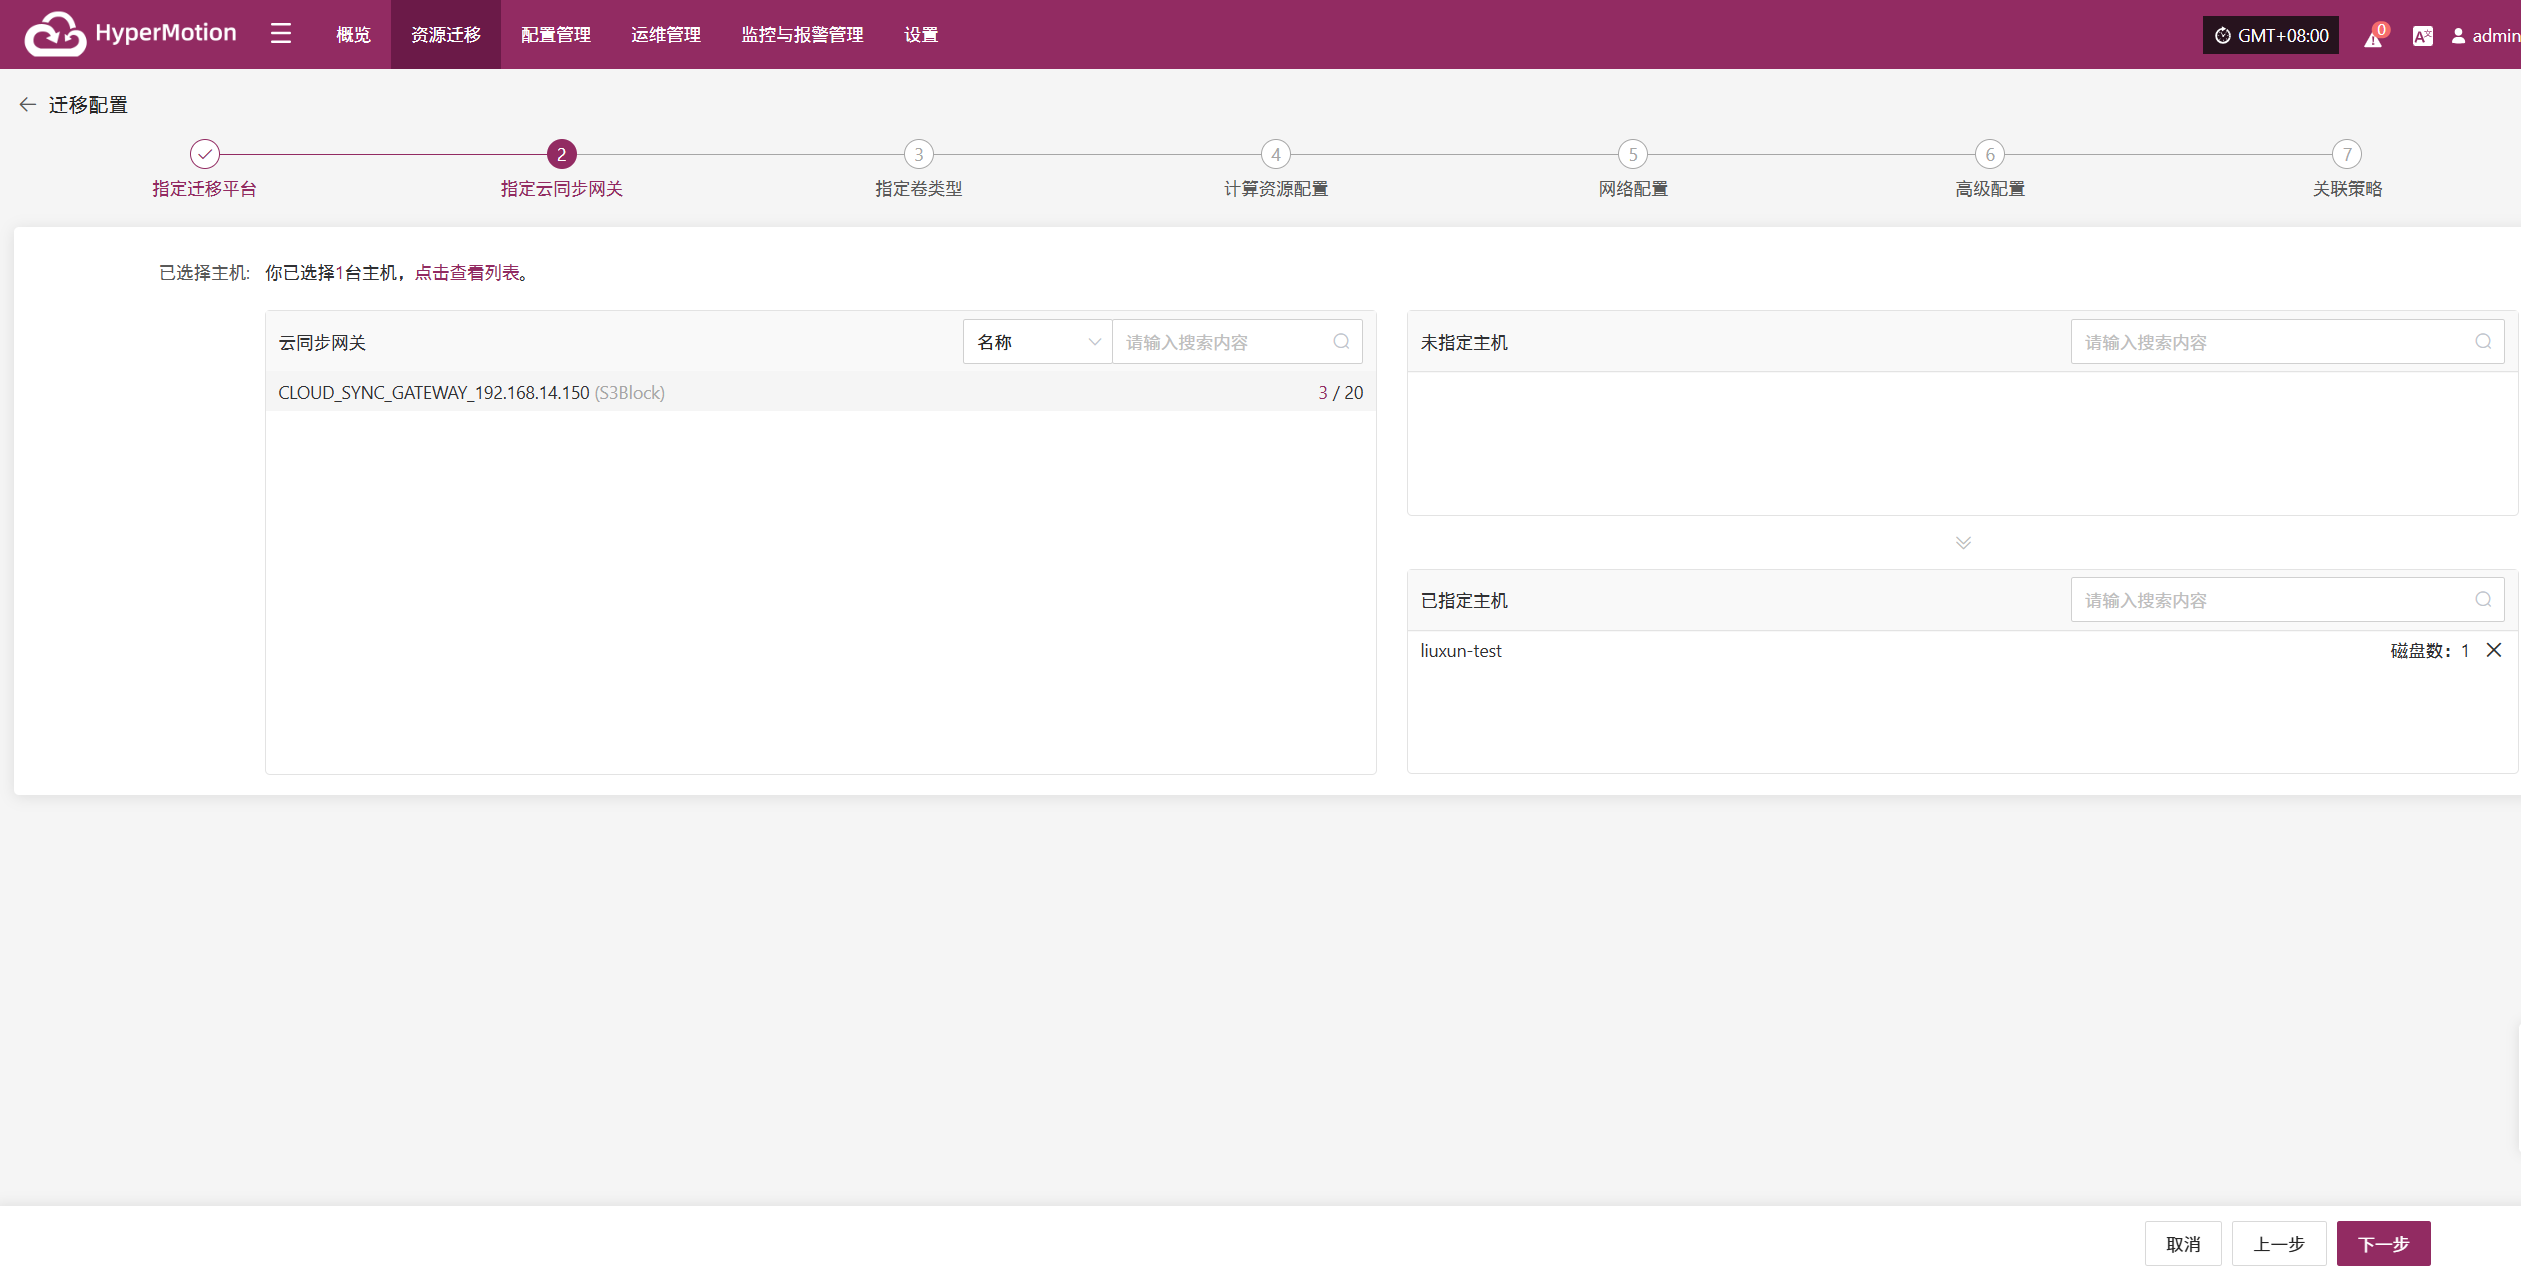 HyperMotion
概览
资源迁移
配置管理
运维管理
监控与报警管理
设置
GMT+08:00
0
admin
迁移配置
2
3
4
5
6
7
指定迁移平台
指定云同步网关
指定卷类型
计算资源配置
网络配置
高级配置
关联策略
已选择主机: 你已选择1台主机，点击查看列表。
云同步网关
名称
请输入搜索内容
CLOUD_SYNC_GATEWAY_192.168.14.150 (S3Block)
3 / 20
未指定主机
请输入搜索内容
已指定主机
请输入搜索内容
liuxun-test
磁盘数：1
取消
上一步
下一步